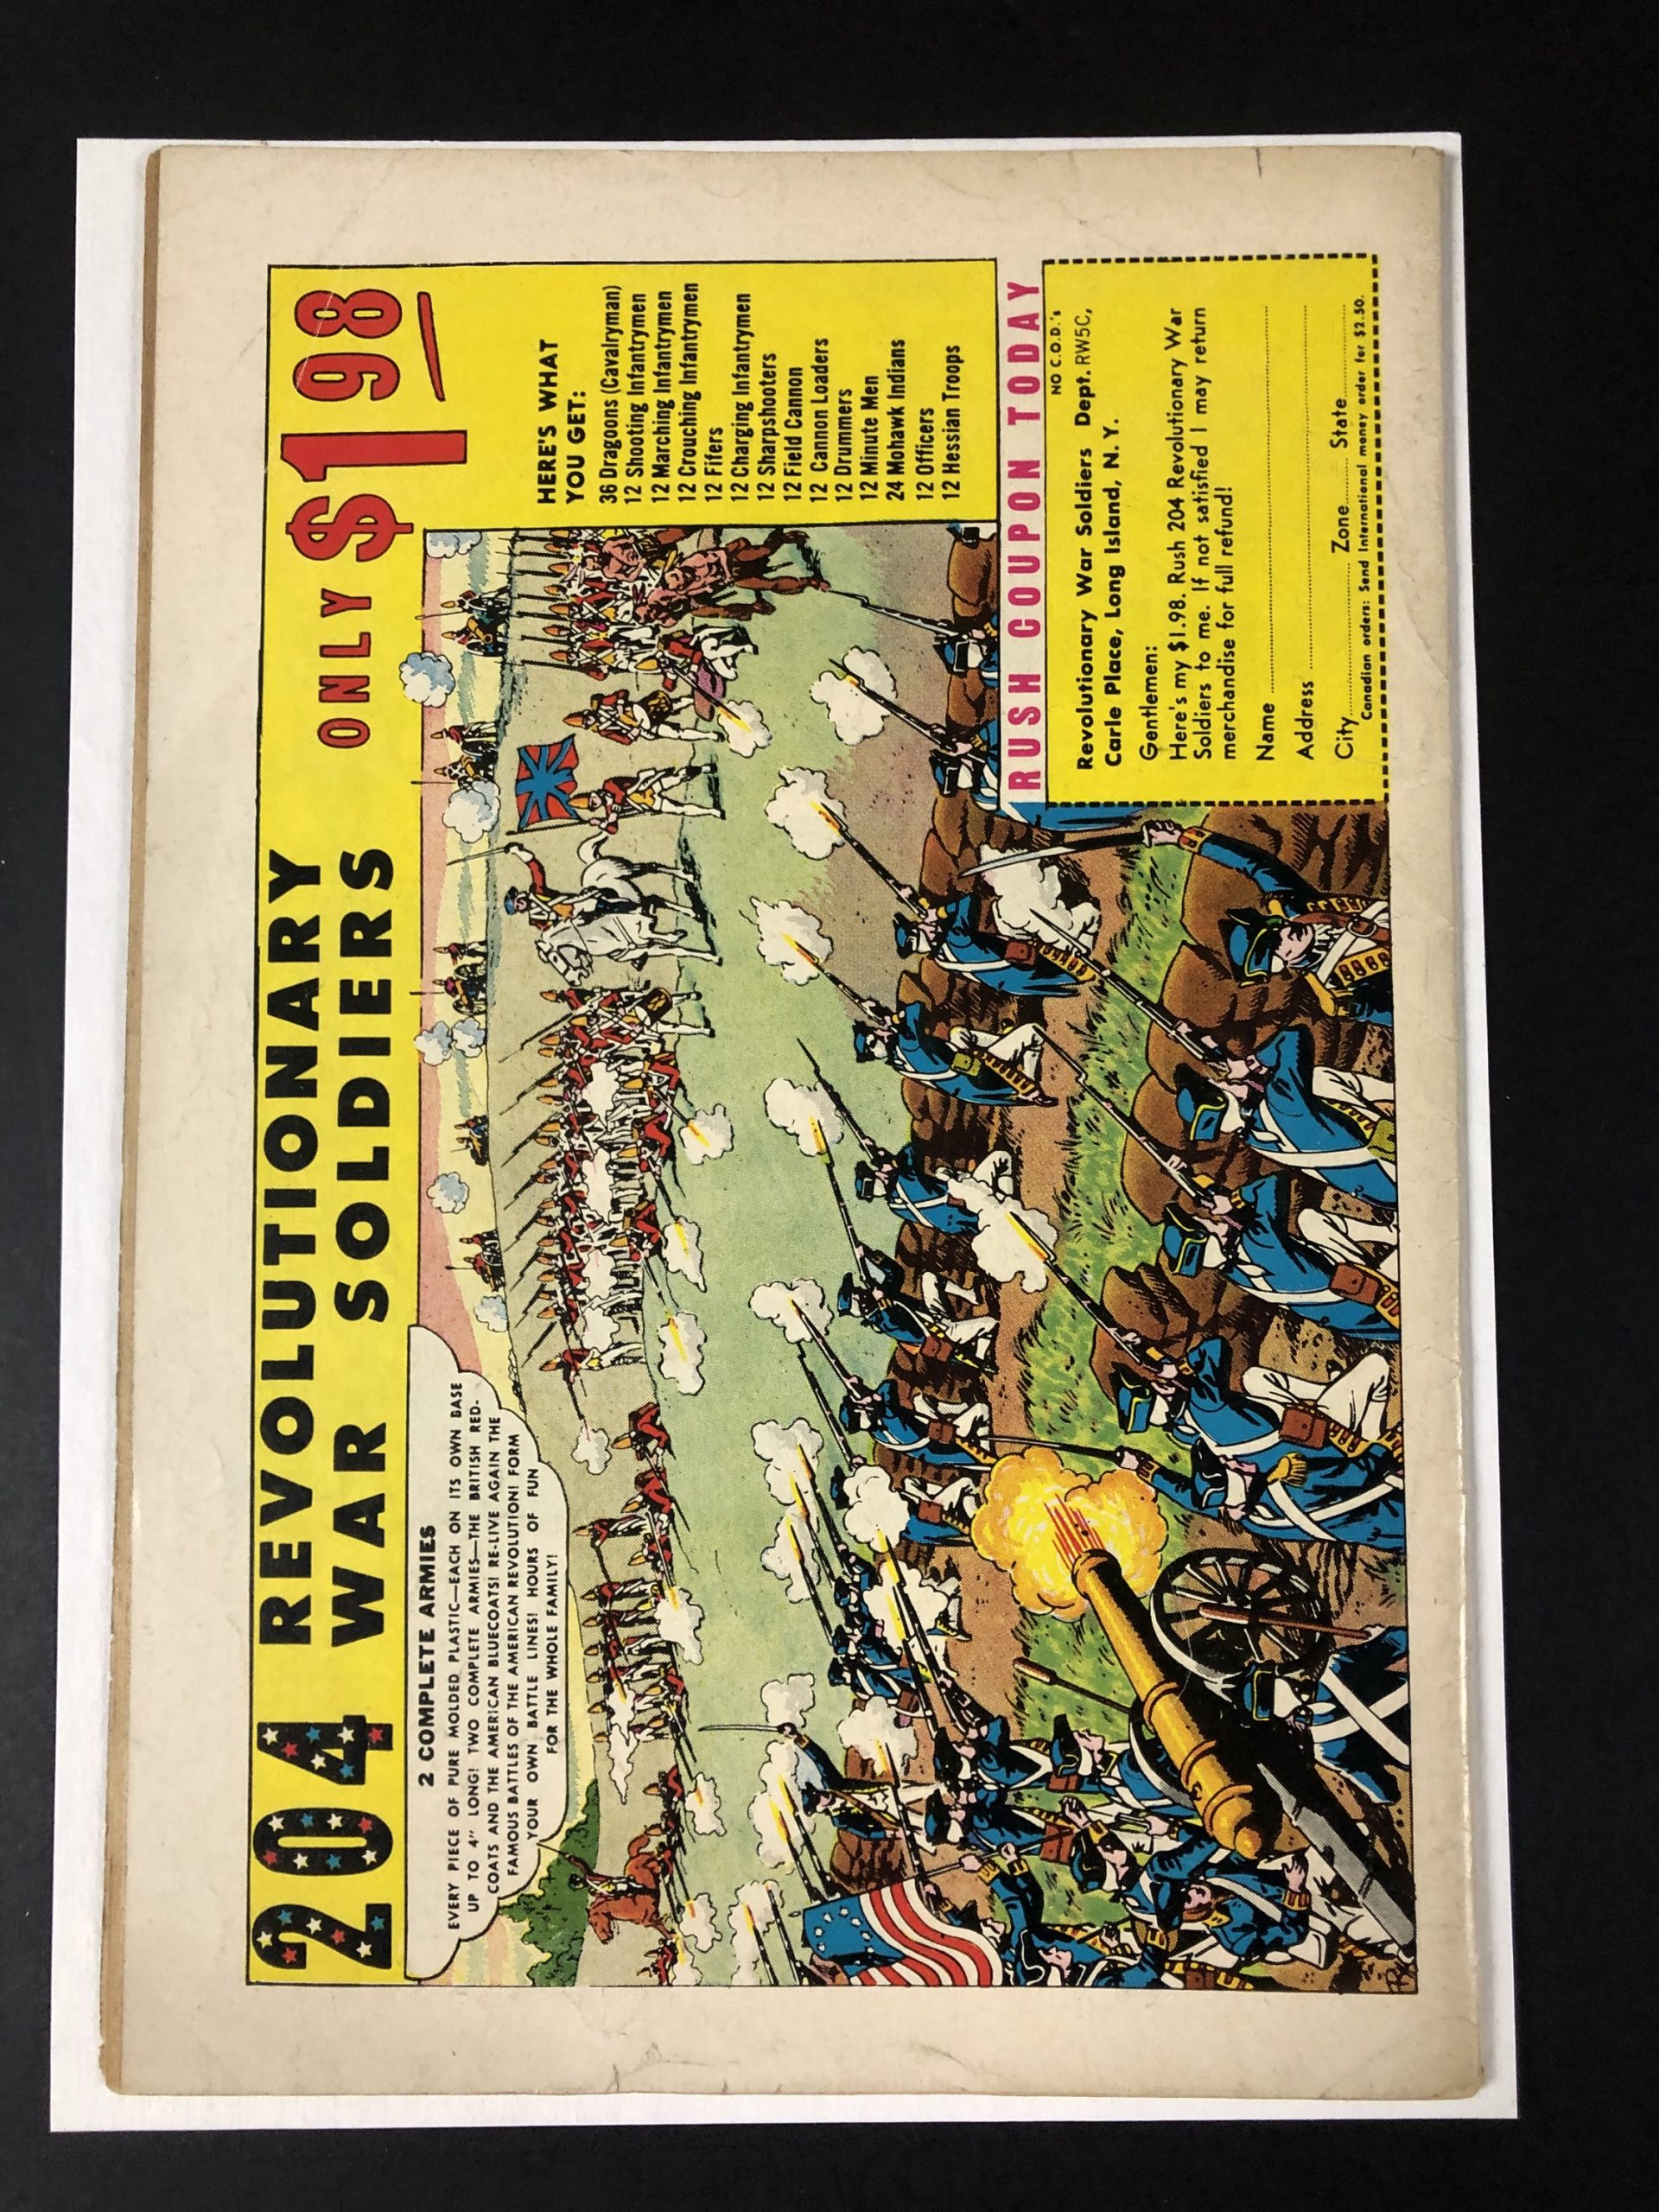 204 REVOLUTIONARY
WAR SOLDIERS ONLY $1 98
2 COMPLETE ARMIES
EVERY PIECE OF PURE MOLDED PLASTIC—EACH ON ITS OWN BASE
UP TO 4" LONG! TWO COMPLETE ARMIES—THE BRITISH RED-
COATS AND THE AMERICAN BLUECOATS! RE-LIVE AGAIN THE
FAMOUS BATTLES OF THE AMERICAN REVOLUTION! FORM
YOUR OWN BATTLE LINES! HOURS OF FUN
FOR THE WHOLE FAMILY!
HERE'S WHAT
YOU GET:
36 Dragoons (Cavalryman)
12 Shooting Infantrymen
12 Marching Infantrymen
12 Crouching Infantrymen
12 Fifers
12 Charging Infantrymen
12 Sharpshooters
12 Field Cannon
12 Cannon Loaders
12 Drummers
12 Minute Men
24 Mohawk Indians
12 Officers
12 Hessian Troops
RUSH COUPON TODAY
NO C.O.D.'s
Revolutionary War Soldiers Dept. RW5C,
Carle Place, Long Island, N. Y.
Gentlemen:
Here's my $1.98. Rush 204 Revolutionary War
Soldiers to me. If not satisfied I may return
merchandise for full refund!
Name
Address
City Zone State
Canadian orders: Send International money order for $2.50.